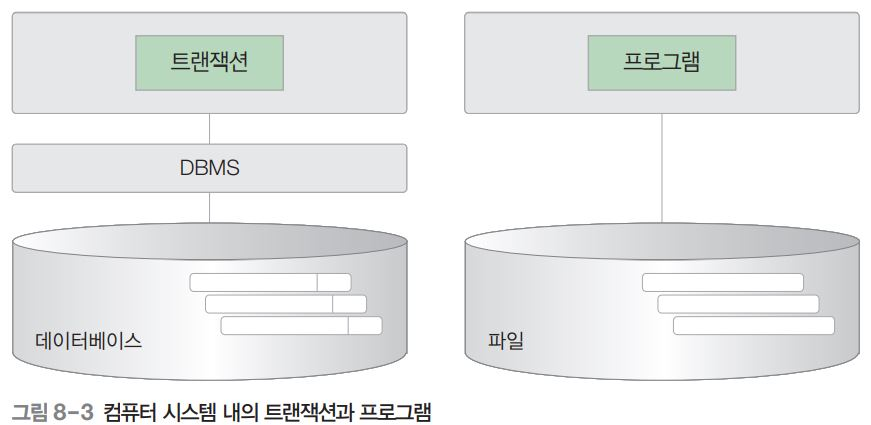 트랜잭션
프로그램
DBMS
데이터베이스
파일
그림 8-3 컴퓨터 시스템 내의 트랜잭션과 프로그램